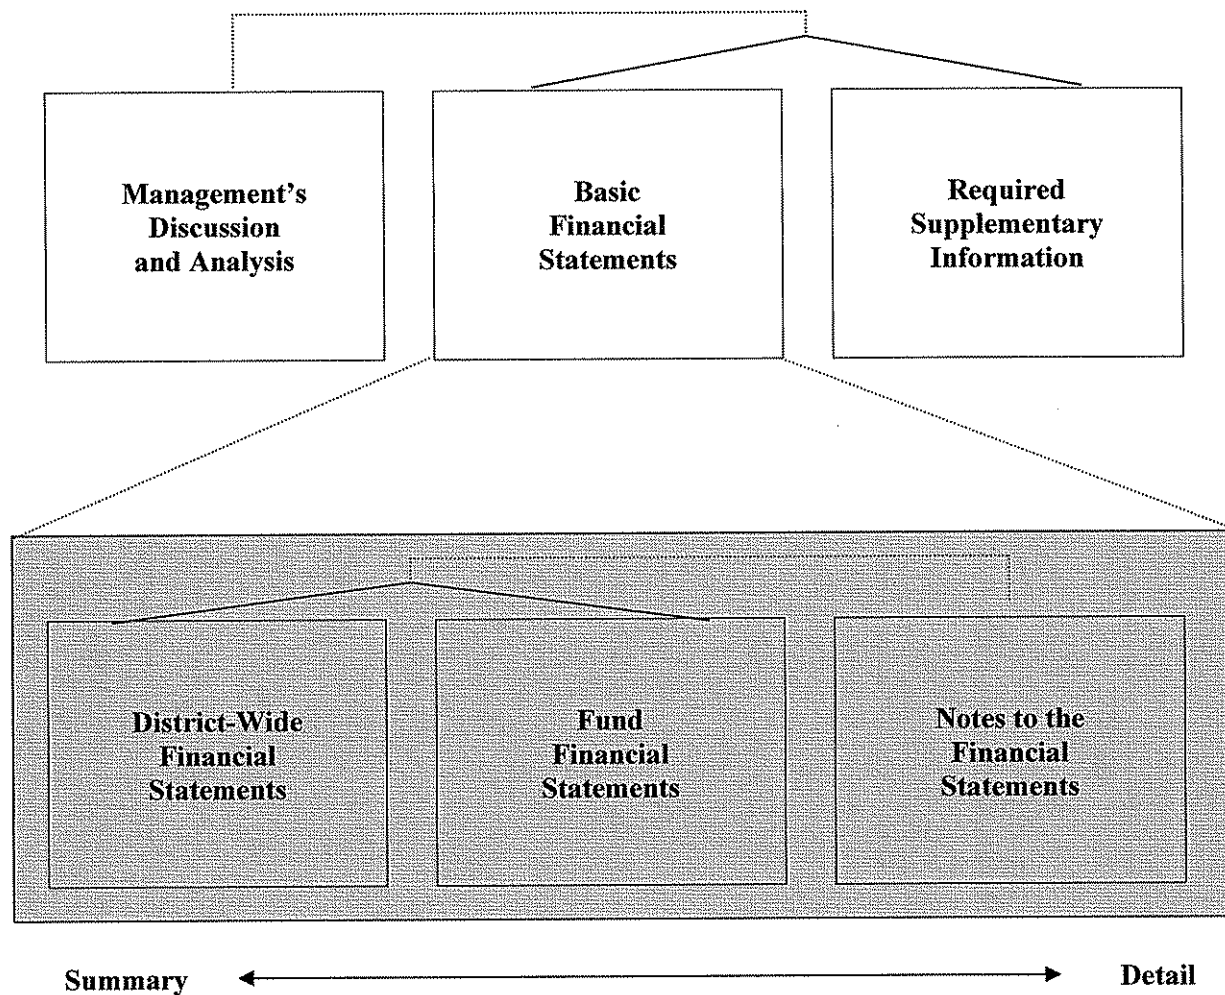 Management's
Discussion
and Analysis
Basic
Financial
Statements
Required
Supplementary
Information
District-Wide
Financial
Statements
Fund
Financial
Statements
Notes to the
Financial
Statements
Summary
Detail